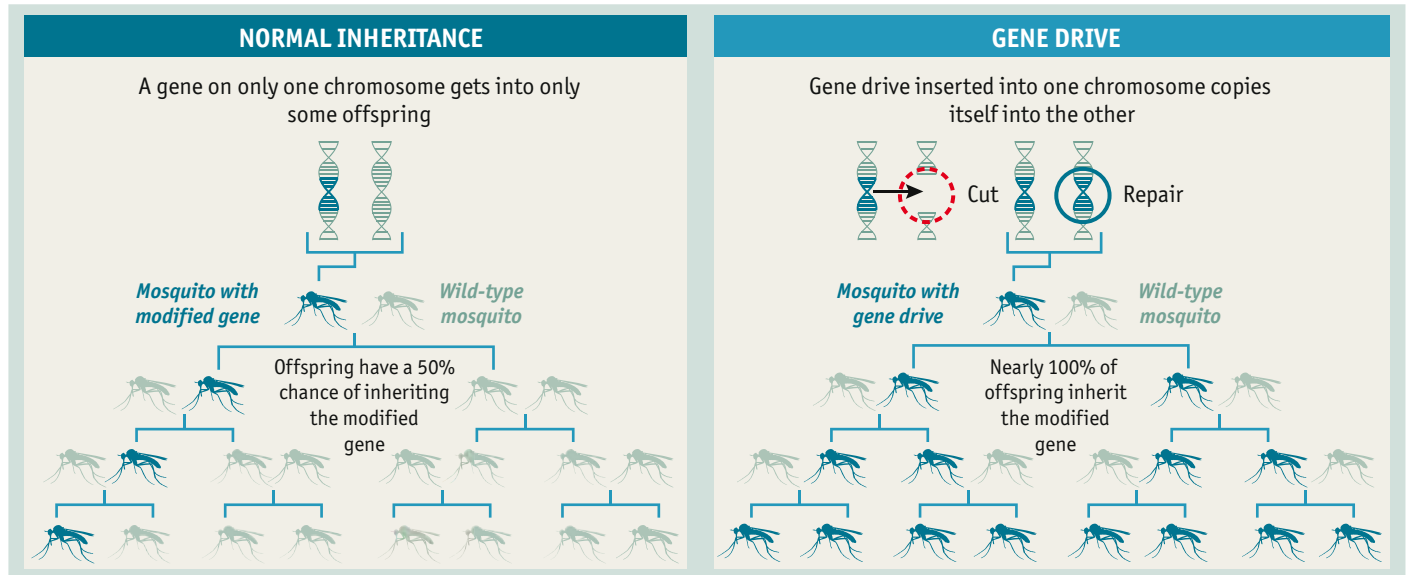 NORMAL INHERITANCE
A gene on only one chromosome gets into only
some offspring
Mosquito with
modified gene
Wild-type
mosquito
Offspring have a 50%
chance of inheriting
the modified
gene
GENE DRIVE
Gene drive inserted into one chromosome copies
itself into the other
Cut
Repair
Mosquito with
gene drive
Wild-type
mosquito
Nearly 100% of
offspring inherit
the modified
gene